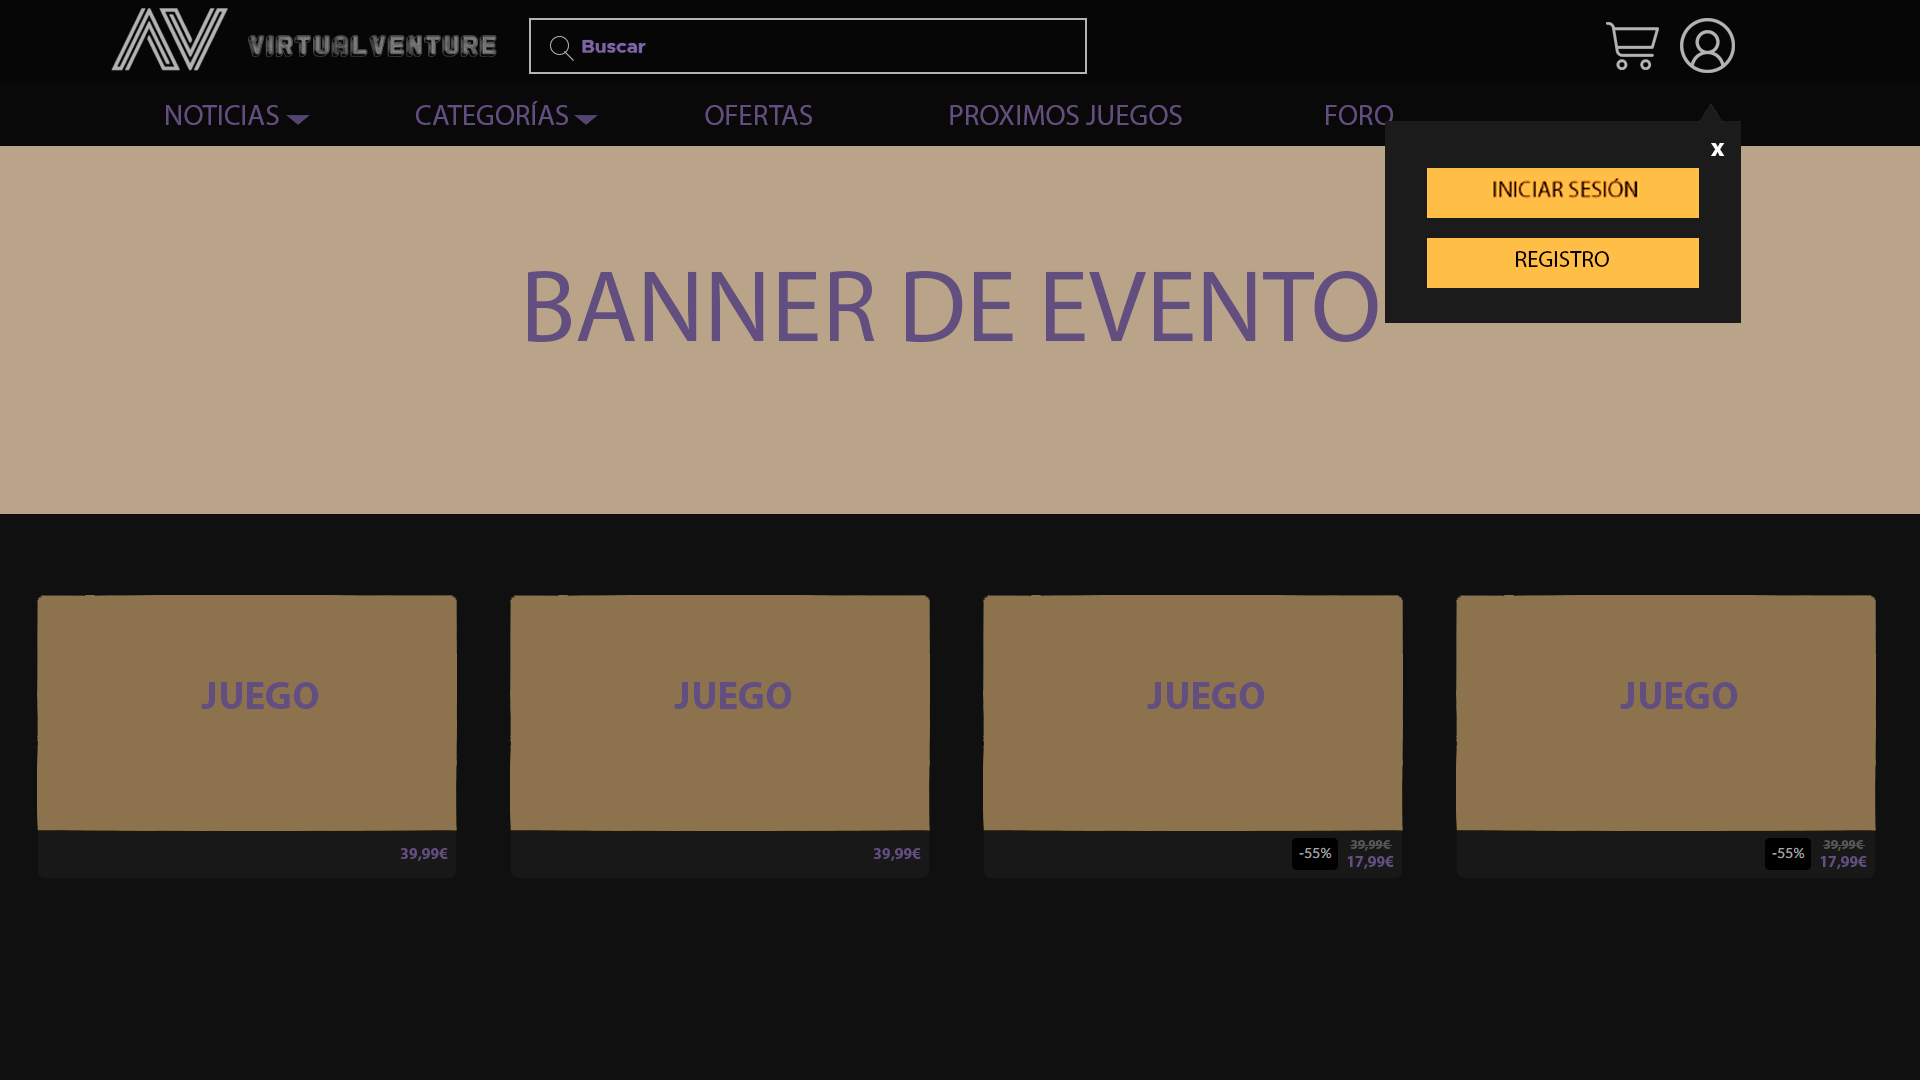 VIRTUALVENTURE
Buscar
NOTICIAS CATEGORÍAS OFERTAS PROXIMOS JUEGOS FORO
x
INICIAR SESIÓN
REGISTRO
BANNER DE EVENTO
JUEGO JUEGO JUEGO JUEGO
39,99€ 39,99€ -55% 39,99€ 17,99€ -55% 39,99€ 17,99€